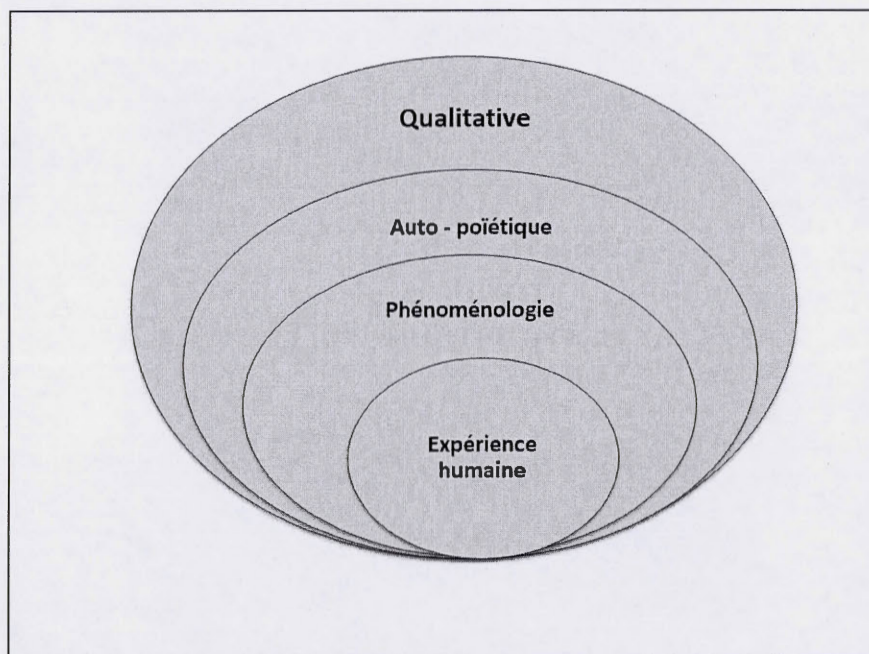 Qualitative
Auto - poïétique
Phénoménologie
Expérience
humaine